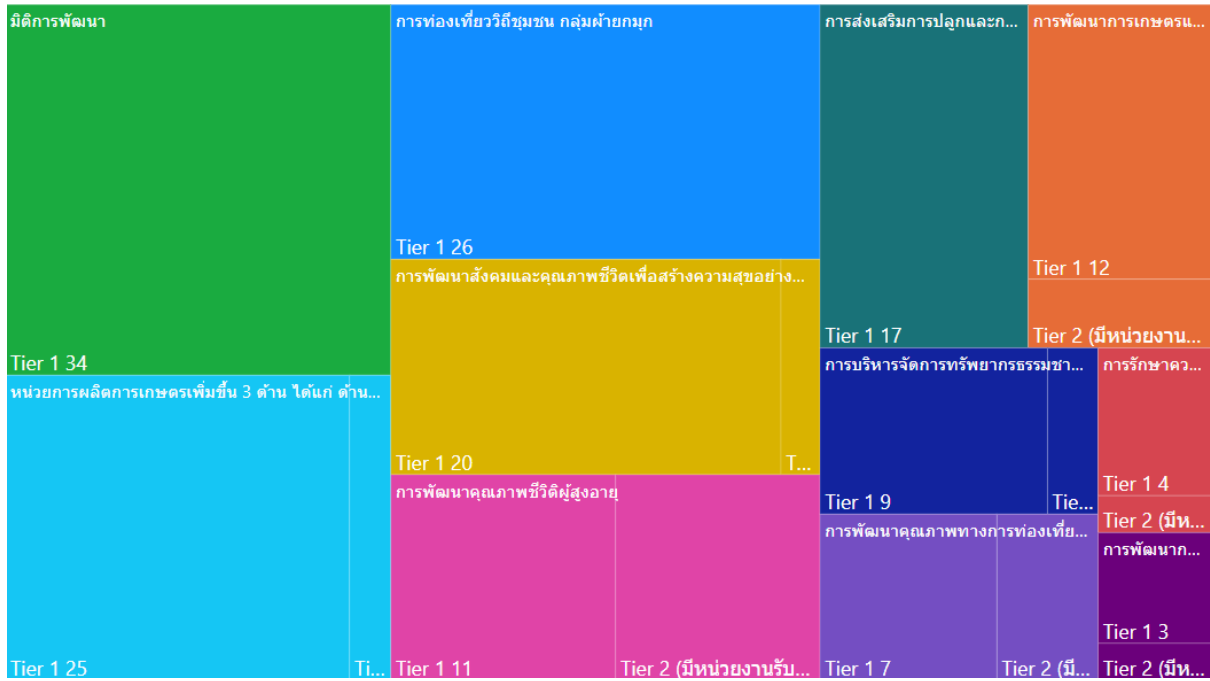 มิติการพัฒนา
Tier 1 34
หน่วยการผลิตการเกษตรเพิ่มขึ้น 3 ด้าน ได้แก่ ด้าน...
Tier 1 25
Ti...
การท่องเที่ยววิถีชุมชน กลุ่มผ้ายกมุก
Tier 1 26
การพัฒนาสังคมและคุณภาพชีวิตเพื่อสร้างความสุขอย่าง...
Tier 1 20
T...
การพัฒนาคุณภาพชีวิติผู้สูงอายุ
Tier 1 11
Tier 2 (มีหน่วยงานรับ...
การส่งเสริมการปลูกและก...
Tier 1 17
การพัฒนาการเกษตรแ...
Tier 1 12
Tier 2 (มีหน่วยงาน...
การบริหารจัดการทรัพยากรธรรมชา...
Tier 1 9
Tie...
การรักษาคว...
Tier 1 4
Tier 2 (มีห...
การพัฒนาคุณภาพทางการท่องเที่ย...
Tier 1 7
Tier 2 (มี...
การพัฒนาก...
Tier 1 3
Tier 2 (มีห...